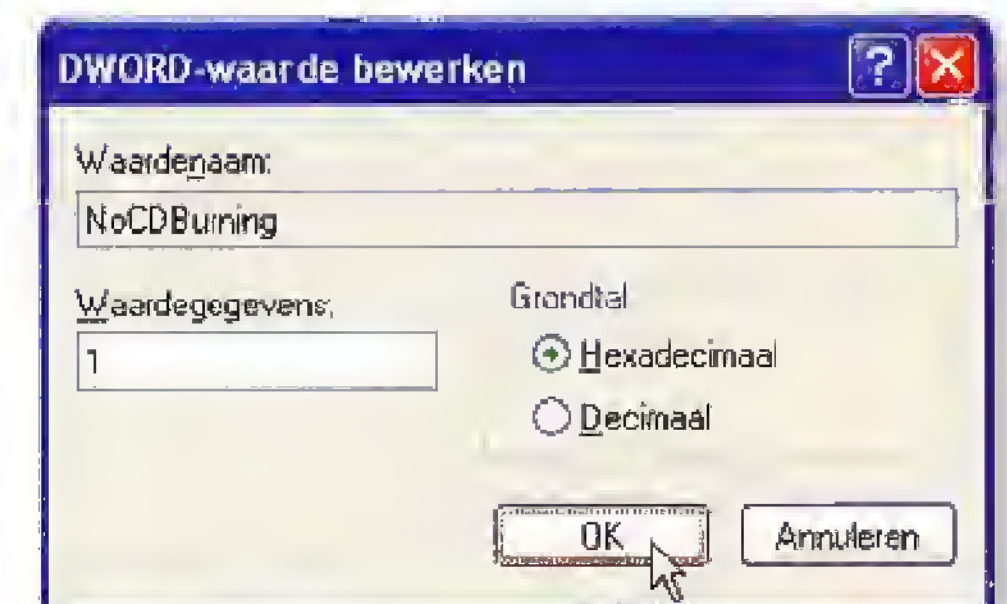 DWORD-waarde bewerken
Waardenaam:
NoCDBurning
Waardegegevens:
1
Grondtal
Hexadecimaal
Decimaal
OK
Annuleren